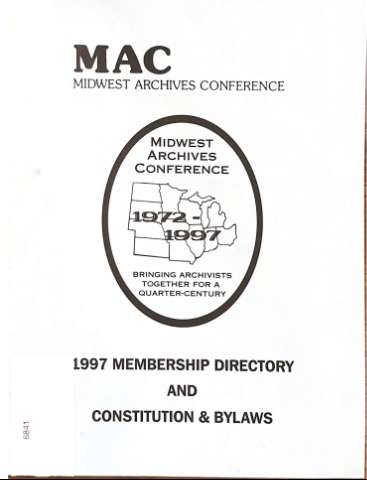 MAC
MIDWEST ARCHIVES CONFERENCE
MIDWEST
ARCHIVES
CONFERENCE
1972 -
1997
BRINGING ARCHIVISTS
TOGETHER FOR A
QUARTER-CENTURY
1997 MEMBERSHIP DIRECTORY
AND
CONSTITUTION & BYLAWS
6841